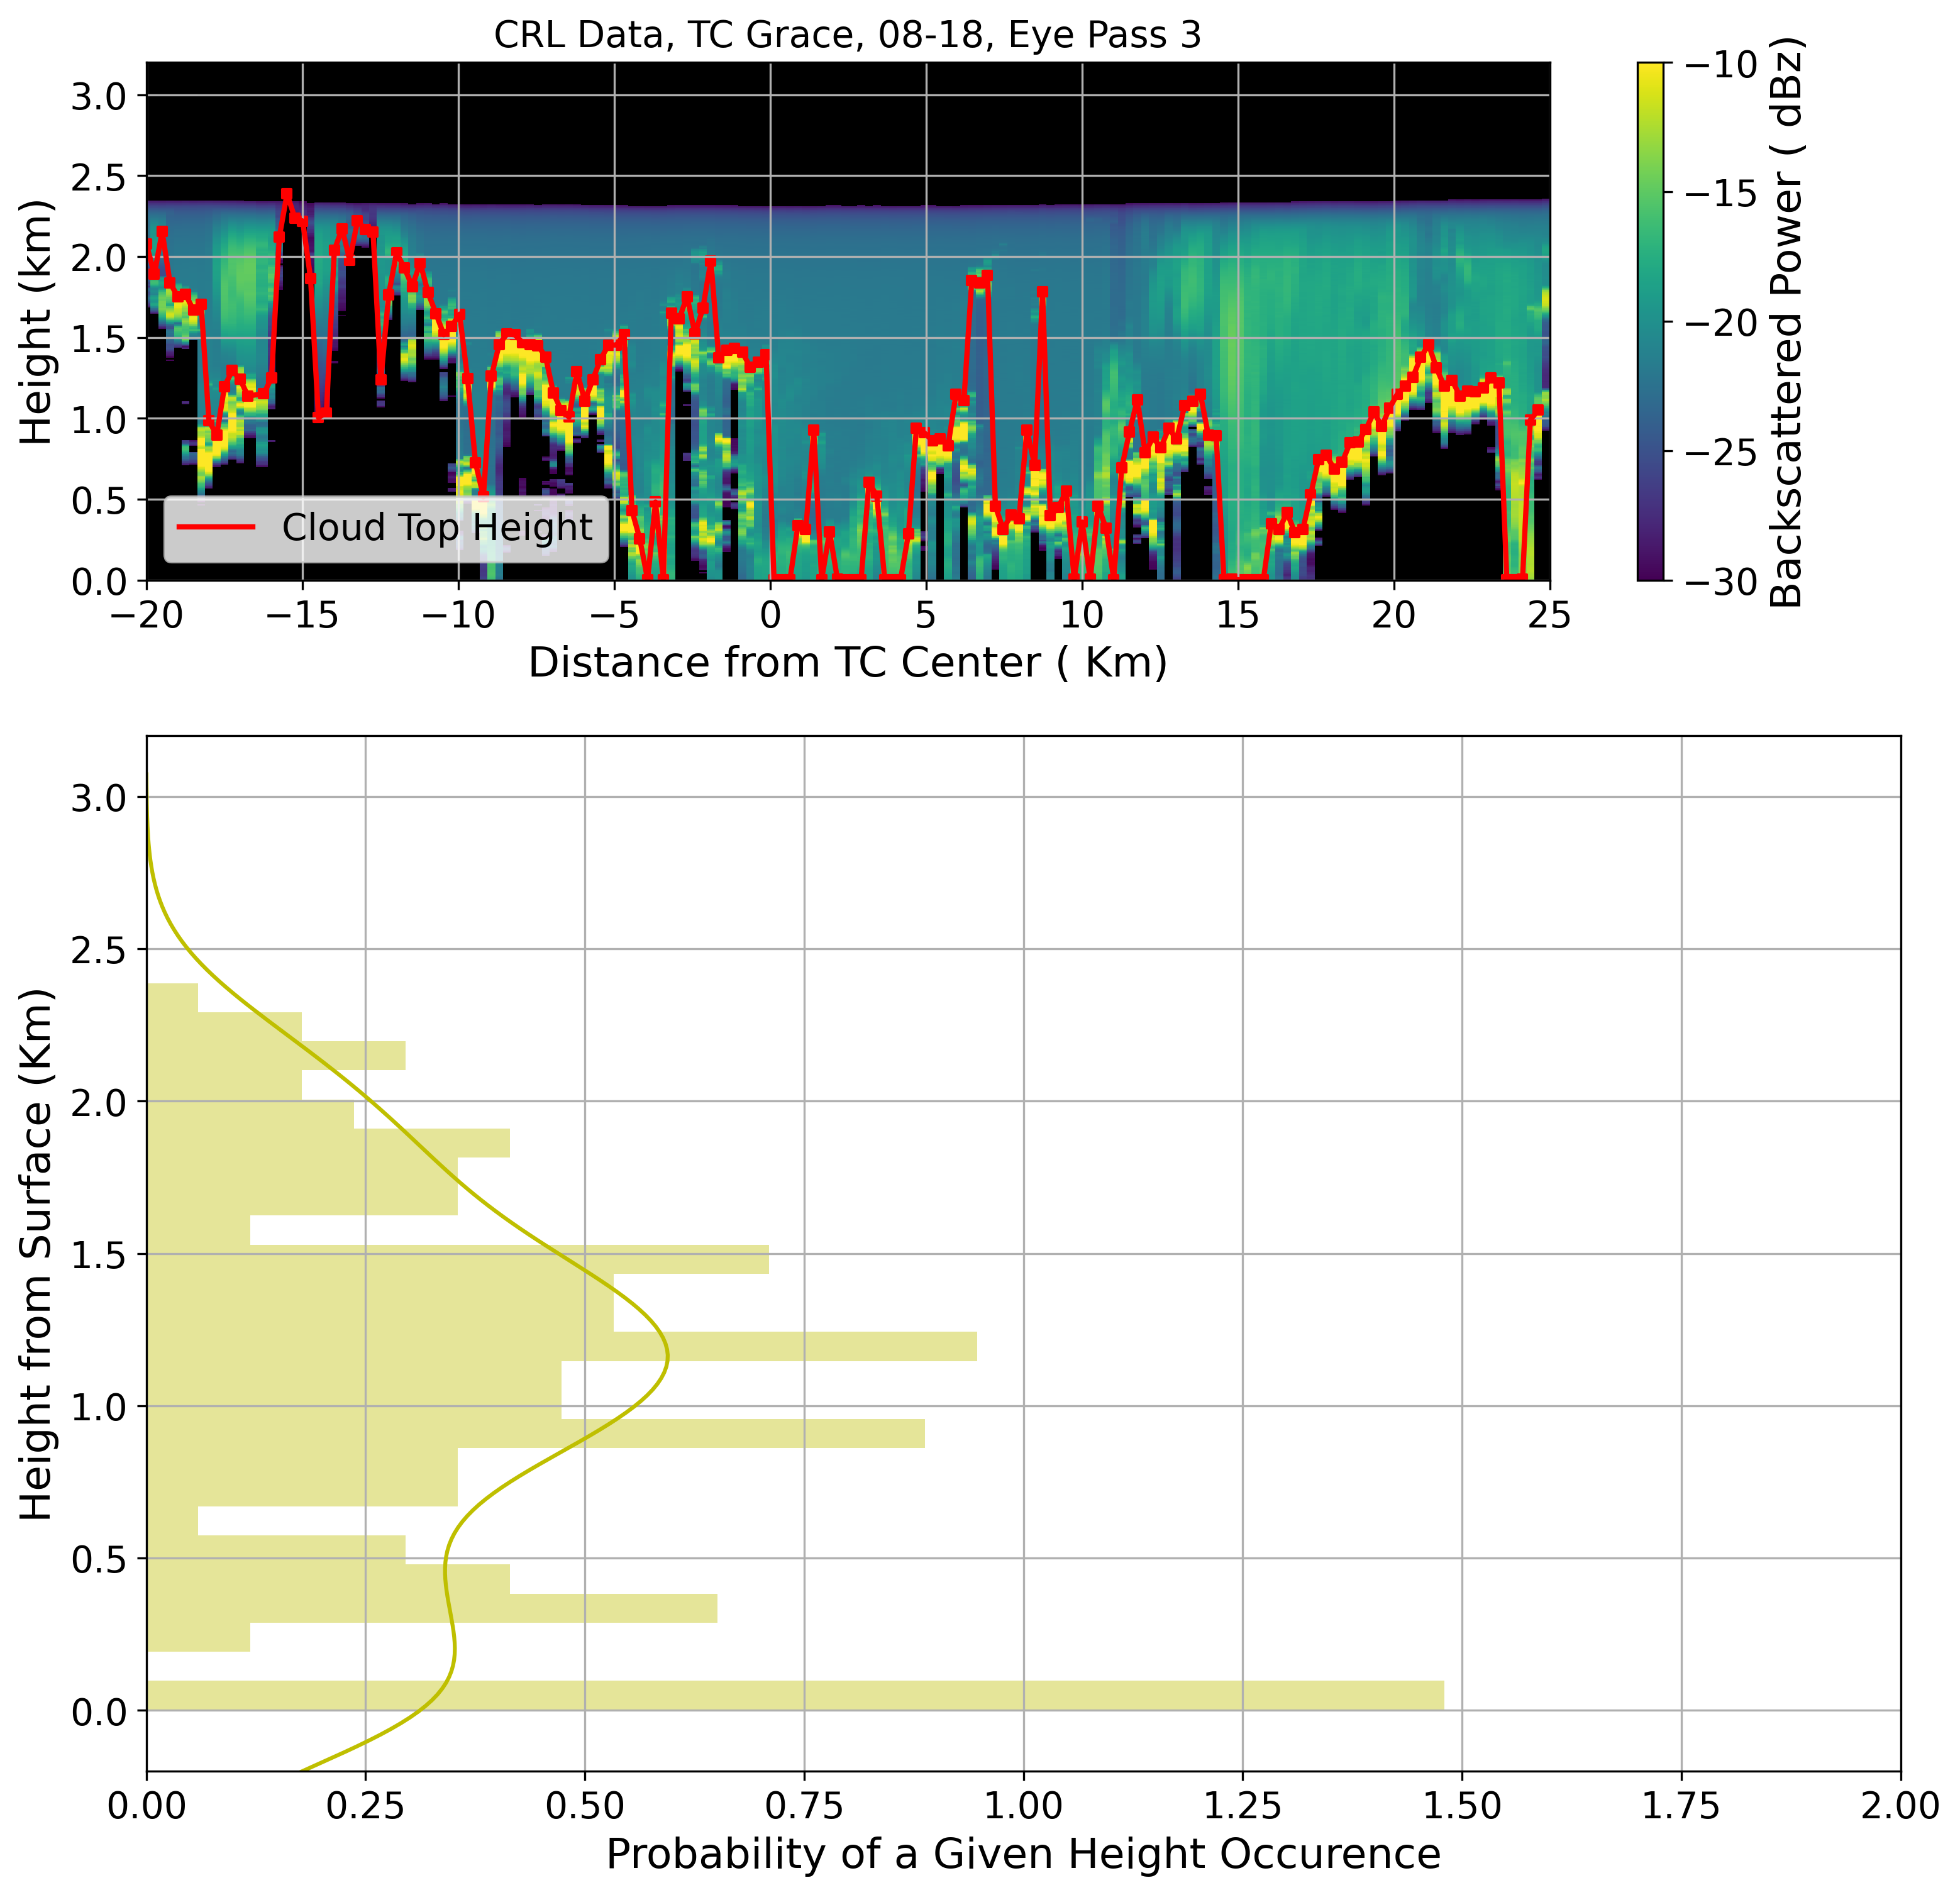 CRL Data, TC Grace, 08-18, Eye Pass 3
Height (km)
3.0
2.5
2.0
1.5
1.0
0.5
0.0
Cloud Top Height
−20 −15 −10 −5 0 5 10 15 20 25
Distance from TC Center ( Km)
−10
−15
−20
−25
−30
Backscattered Power ( dBz)
Height from Surface (Km)
3.0
2.5
2.0
1.5
1.0
0.5
0.0
0.00 0.25 0.50 0.75 1.00 1.25 1.50 1.75 2.00
Probability of a Given Height Occurence